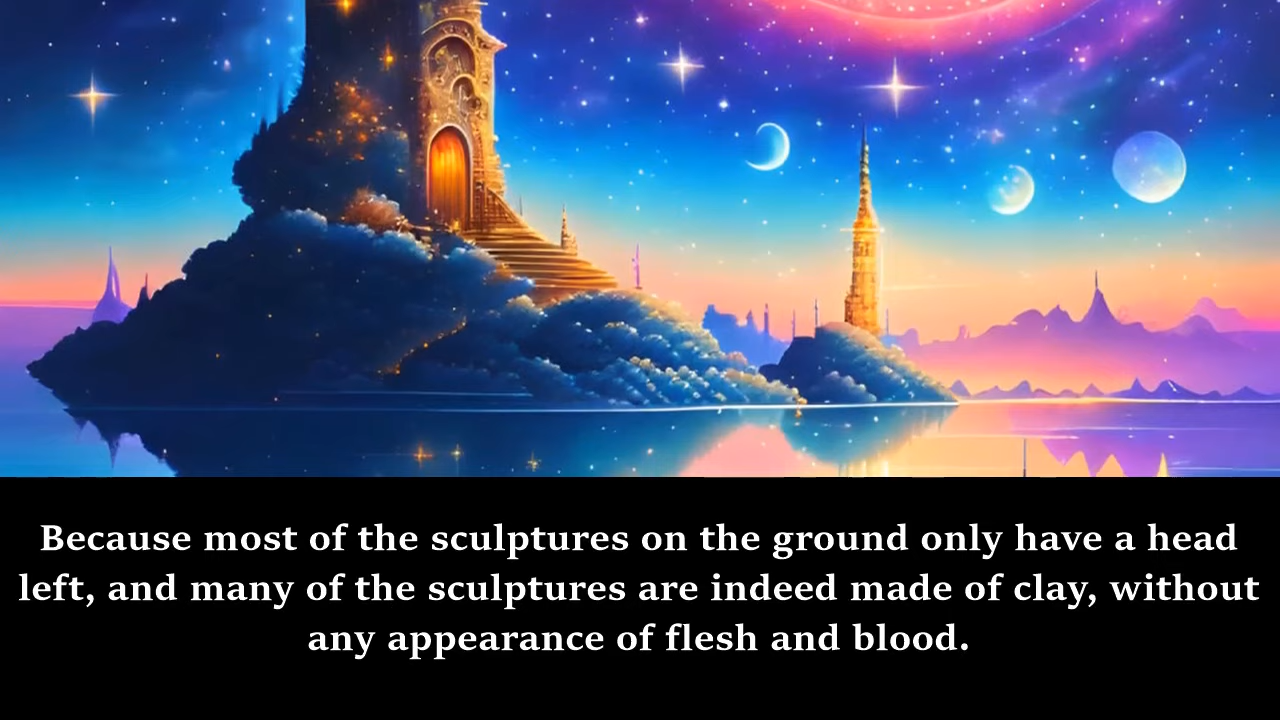 Because most of the sculptures on the ground only have a head
left, and many of the sculptures are indeed made of clay, without
any appearance of flesh and blood.